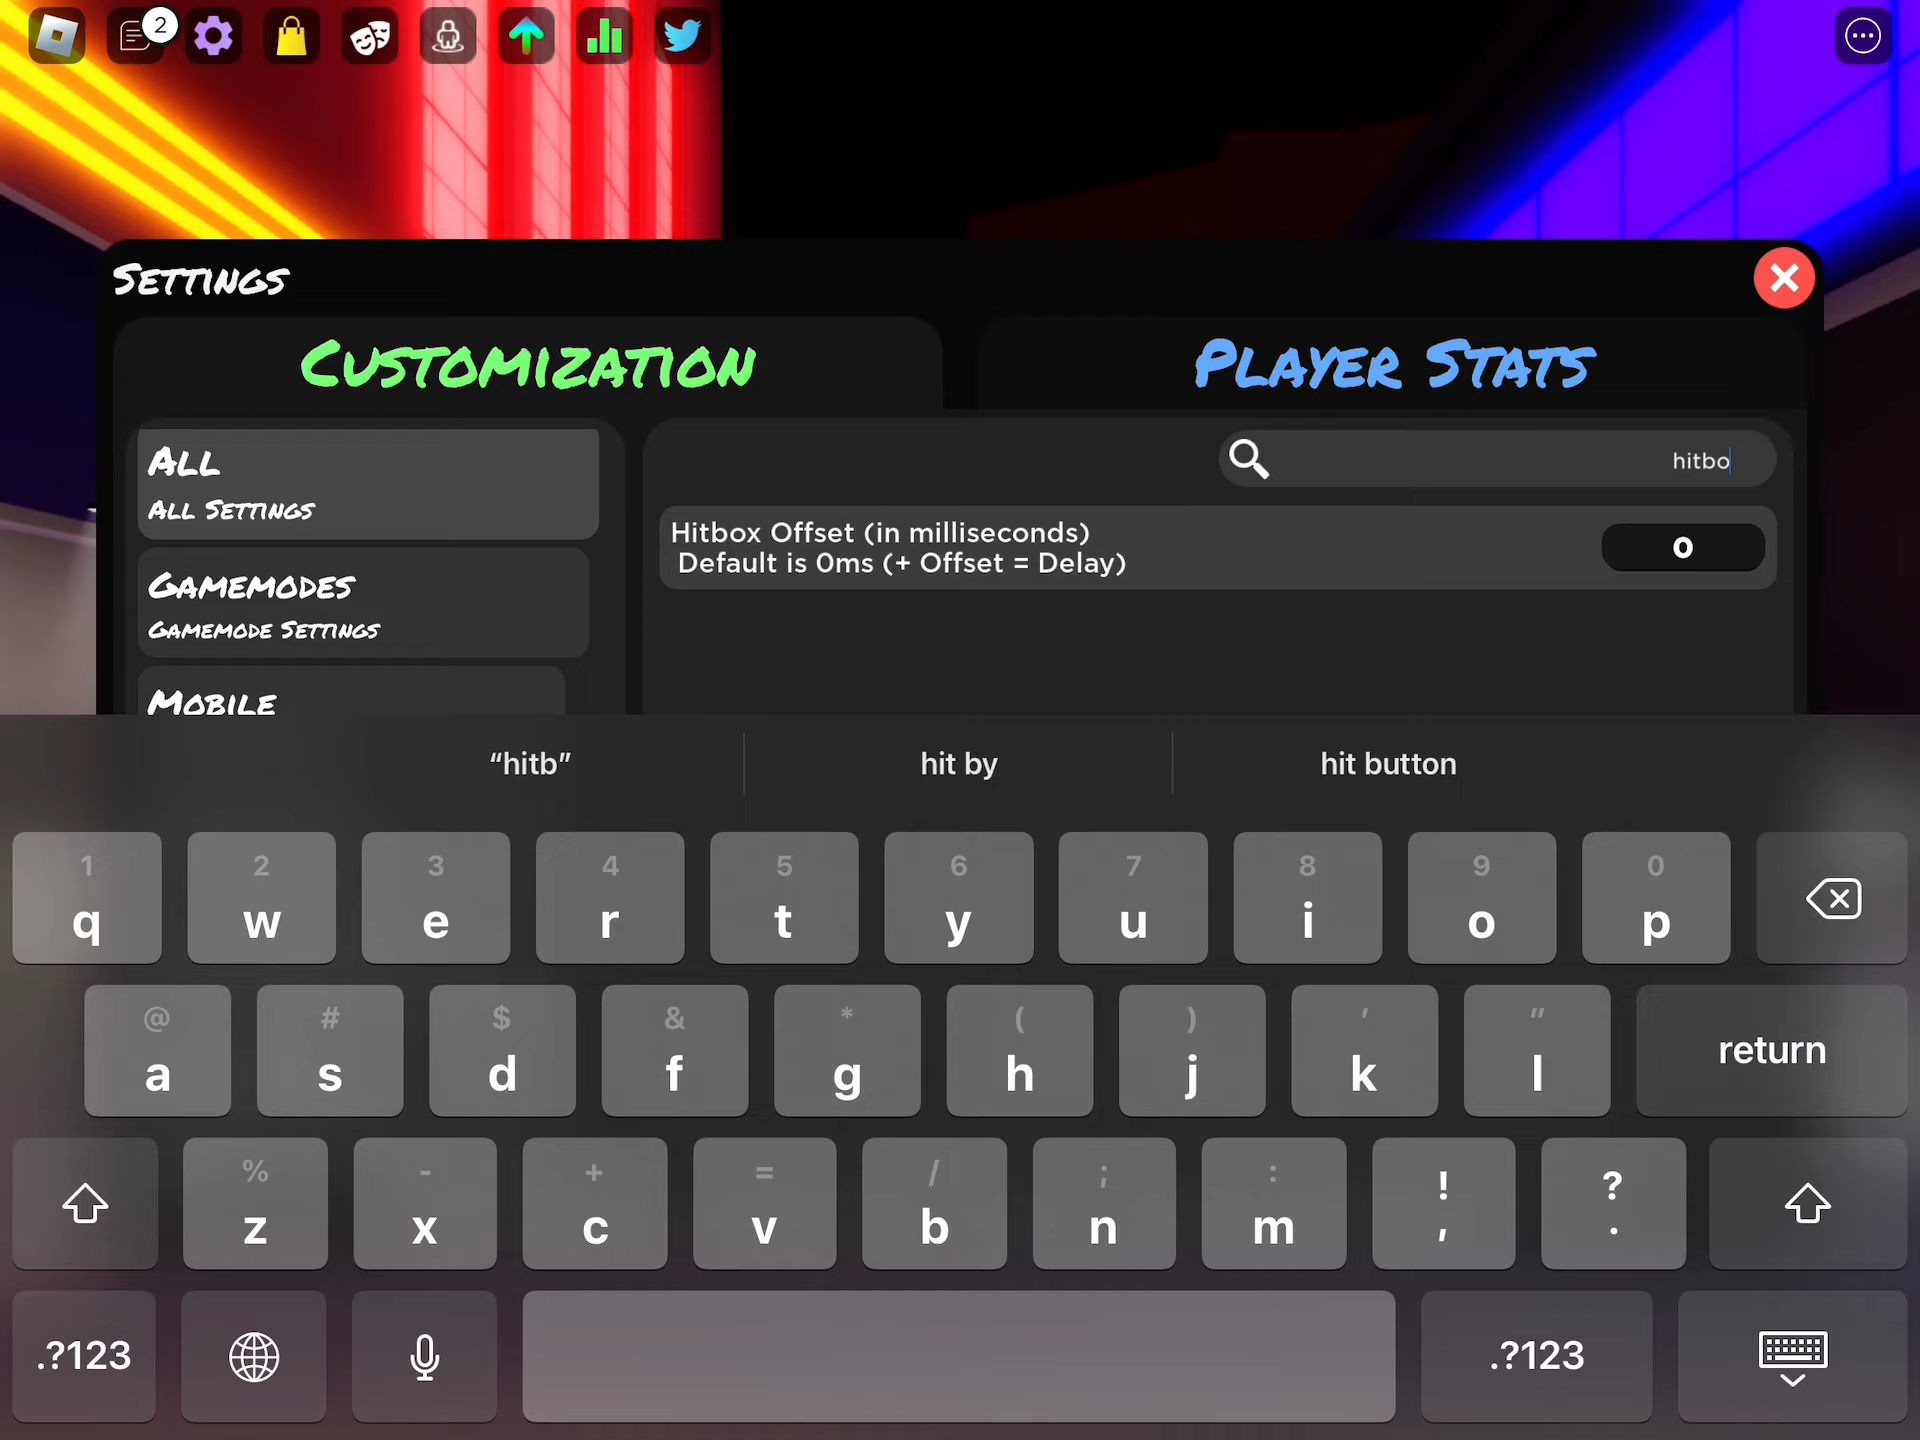 2
SETTINGS
CUSTOMIZATION
PLAYER STATS
ALL
ALL SETTINGS
hitbo
Hitbox Offset (in milliseconds)
Default is 0ms (+ Offset = Delay)
0
GAMEMODES
GAMEMODE SETTINGS
MOBILE
“hitb”
hit by
hit button
1 2 3 4 5 6 7 8 9 0
q w e r t y u i o p
@ # $ & * ( ) ' "
a s d f g h j k l
return
% - + = / ; : ! ?
z x c v b n m , .
.?123
.?123